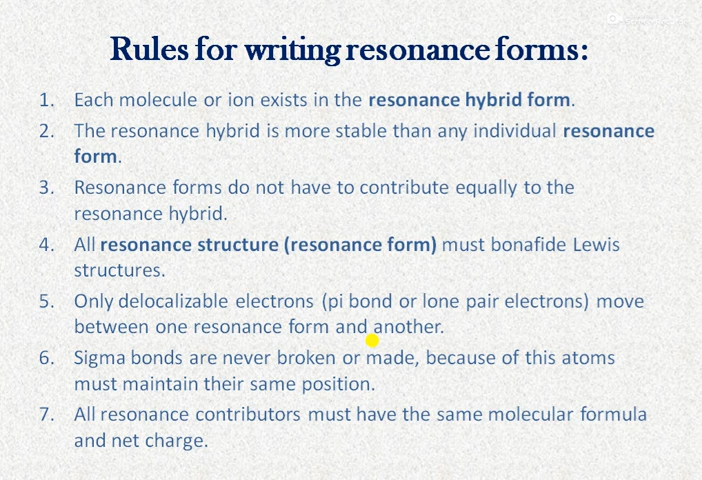 Rules for writing resonance forms:
1. Each molecule or ion exists in the resonance hybrid form.
2. The resonance hybrid is more stable than any individual resonance
form.
3. Resonance forms do not have to contribute equally to the
resonance hybrid.
4. All resonance structure (resonance form) must bonafide Lewis
structures.
5. Only delocalizable electrons (pi bond or lone pair electrons) move
between one resonance form and another.
6. Sigma bonds are never broken or made, because of this atoms
must maintain their same position.
7. All resonance contributors must have the same molecular formula
and net charge.